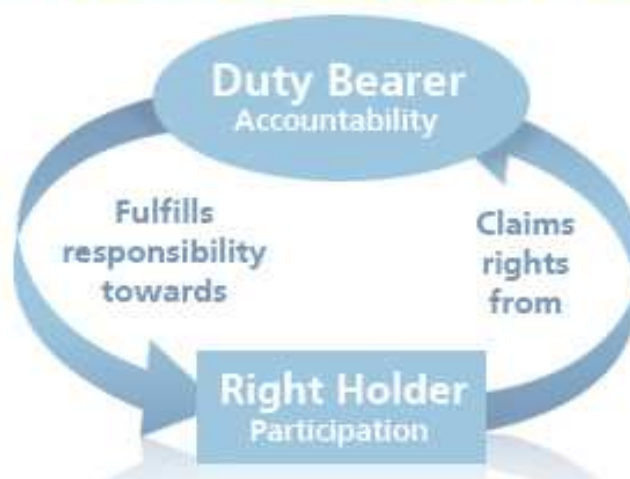 Duty Bearer
Accountability
Fulfills
responsibility
towards
Claims
rights
from
Right Holder
Participation